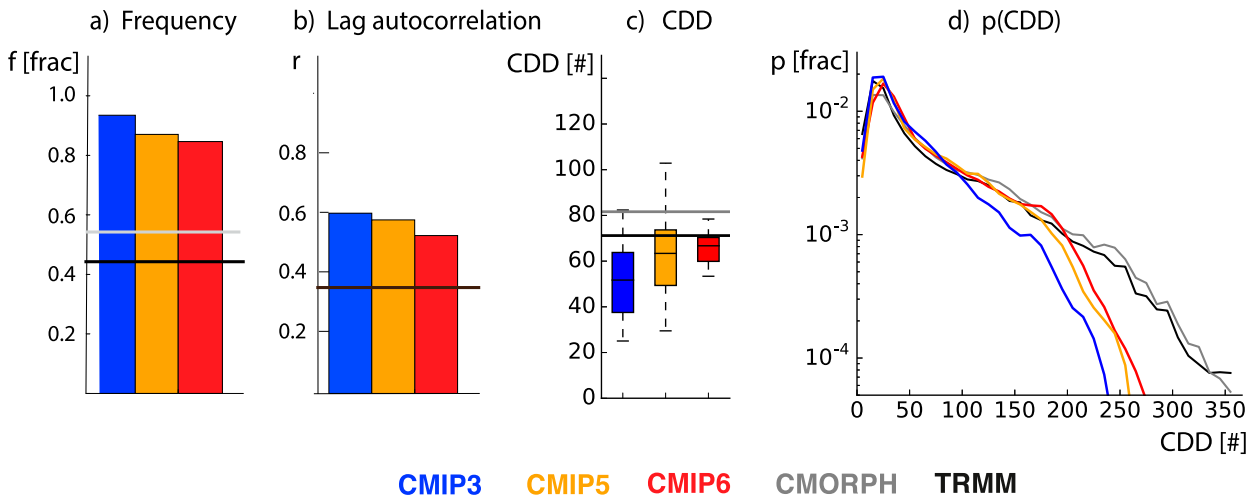 a) Frequency
b) Lag autocorrelation
c) CDD
d) p(CDD)
f [frac]
1.0
0.8
0.6
0.4
0.2
r
0.8
0.6
0.4
0.2
CDD [#]
120
100
80
60
40
20
0
p [frac]
10⁻²
10⁻³
10⁻⁴
0 50 100 150 200 250 300 350
CDD [#]
CMIP3 CMIP5 CMIP6 CMORPH TRMM